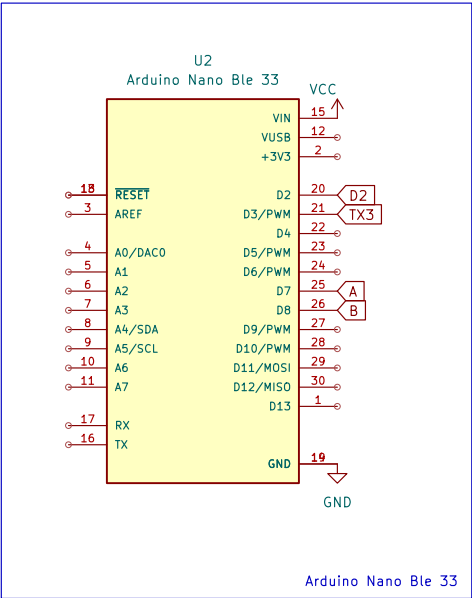 U2
Arduino Nano Ble 33
VCC
VIN 15
VUSB 12
+3V3 2
RESET D2 20 D2
3 AREF D3/PWM 21 TX3
D4 22
4 A0/DAC0 D5/PWM 23
5 A1 D6/PWM 24
6 A2 D7 25 A
7 A3 D8 26 B
8 A4/SDA D9/PWM 27
9 A5/SCL D10/PWM 28
10 A6 D11/MOSI 29
11 A7 D12/MISO 30
D13 1
17 RX
16 TX
GND
GND
Arduino Nano Ble 33